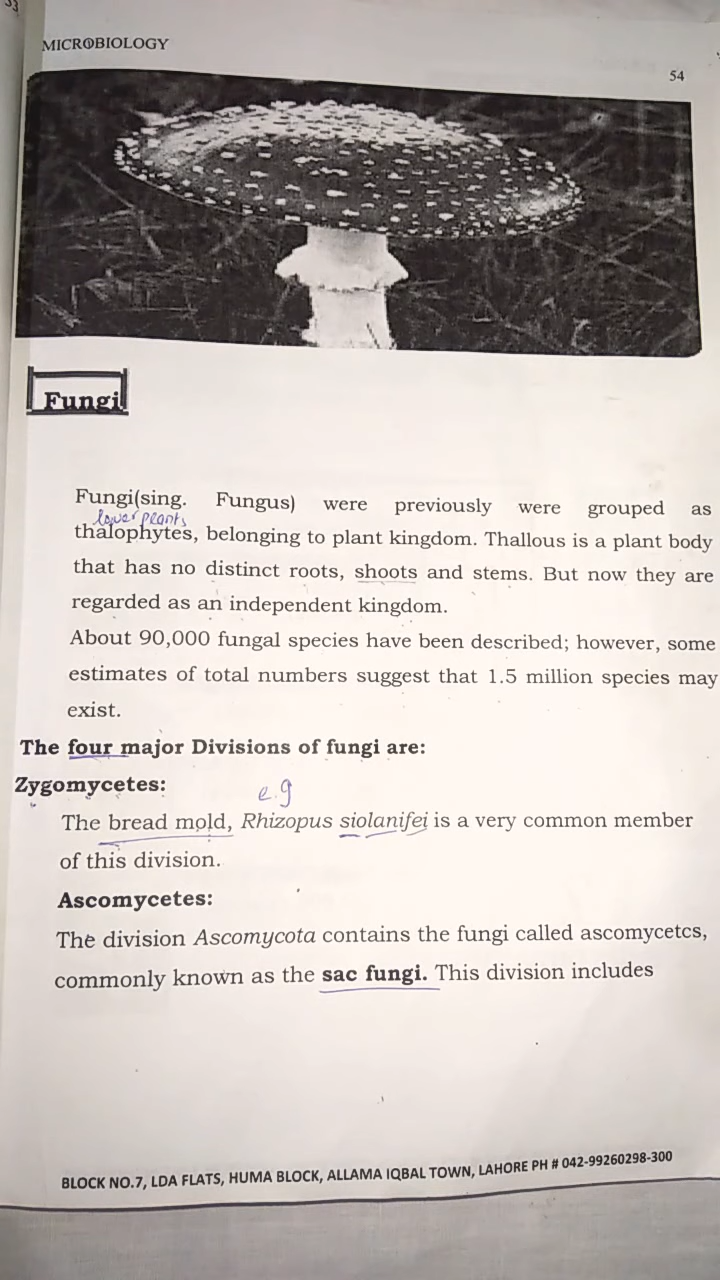 MICROBIOLOGY
54
Fungi
Fungi(sing. Fungus) were previously were grouped as
lower plants
thalophytes, belonging to plant kingdom. Thallous is a plant body
that has no distinct roots, shoots and stems. But now they are
regarded as an independent kingdom.
About 90,000 fungal species have been described; however, some
estimates of total numbers suggest that 1.5 million species may
exist.
The four major Divisions of fungi are:
Zygomycetes:
e.g
The bread mold, Rhizopus siolanifei is a very common member
of this division.
Ascomycetes:
The division Ascomycota contains the fungi called ascomycetcs,
commonly known as the sac fungi. This division includes
BLOCK NO.7, LDA FLATS, HUMA BLOCK, ALLAMA IQBAL TOWN, LAHORE PH # 042-99260298-300